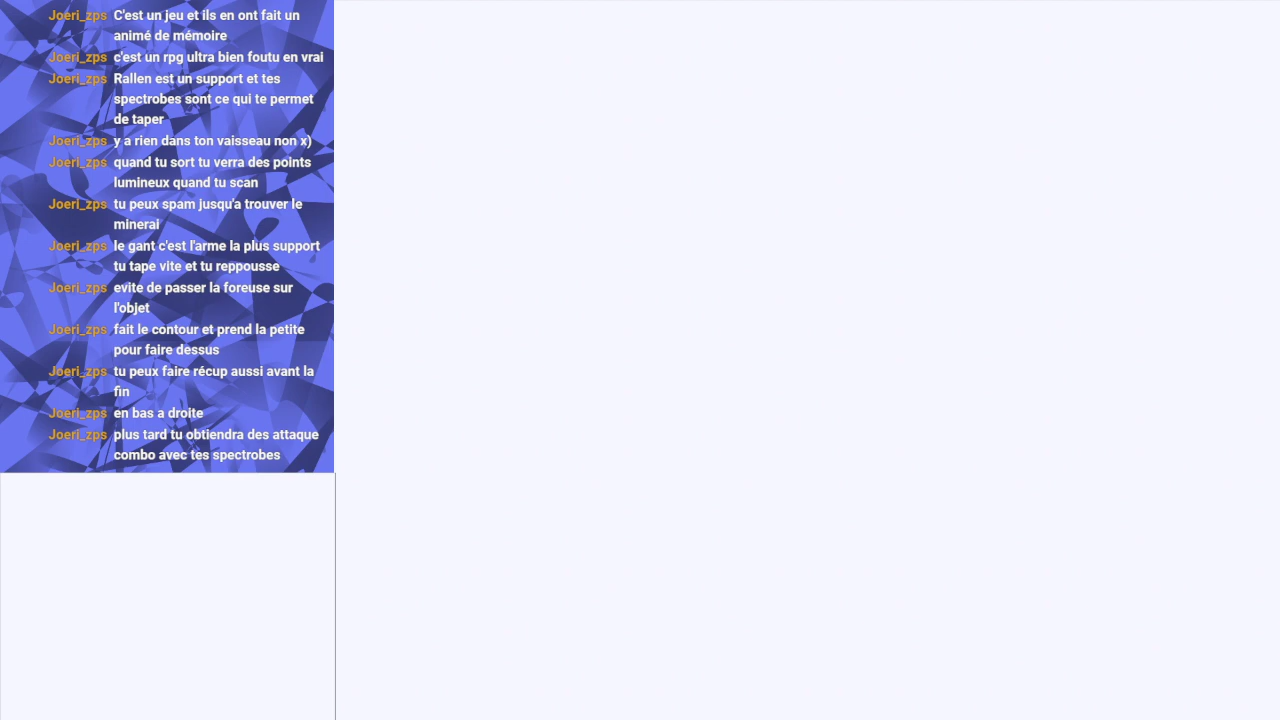 Joeri_zps C'est un jeu et ils en ont fait un
animé de mémoire
Joeri_zps c'est un rpg ultra bien foutu en vrai
Joeri_zps Rallen est un support et tes
spectrobes sont ce qui te permet
de taper
Joeri_zps y a rien dans ton vaisseau non x)
Joeri_zps quand tu sort tu verra des points
lumineux quand tu scan
Joeri_zps tu peux spam jusqu'a trouver le
minerai
Joeri_zps le gant c'est l'arme la plus support
tu tape vite et tu reppousse
Joeri_zps evite de passer la foreuse sur
l'objet
Joeri_zps fait le contour et prend la petite
pour faire dessus
Joeri_zps tu peux faire récup aussi avant la
fin
Joeri_zps en bas a droite
Joeri_zps plus tard tu obtiendra des attaque
combo avec tes spectrobes